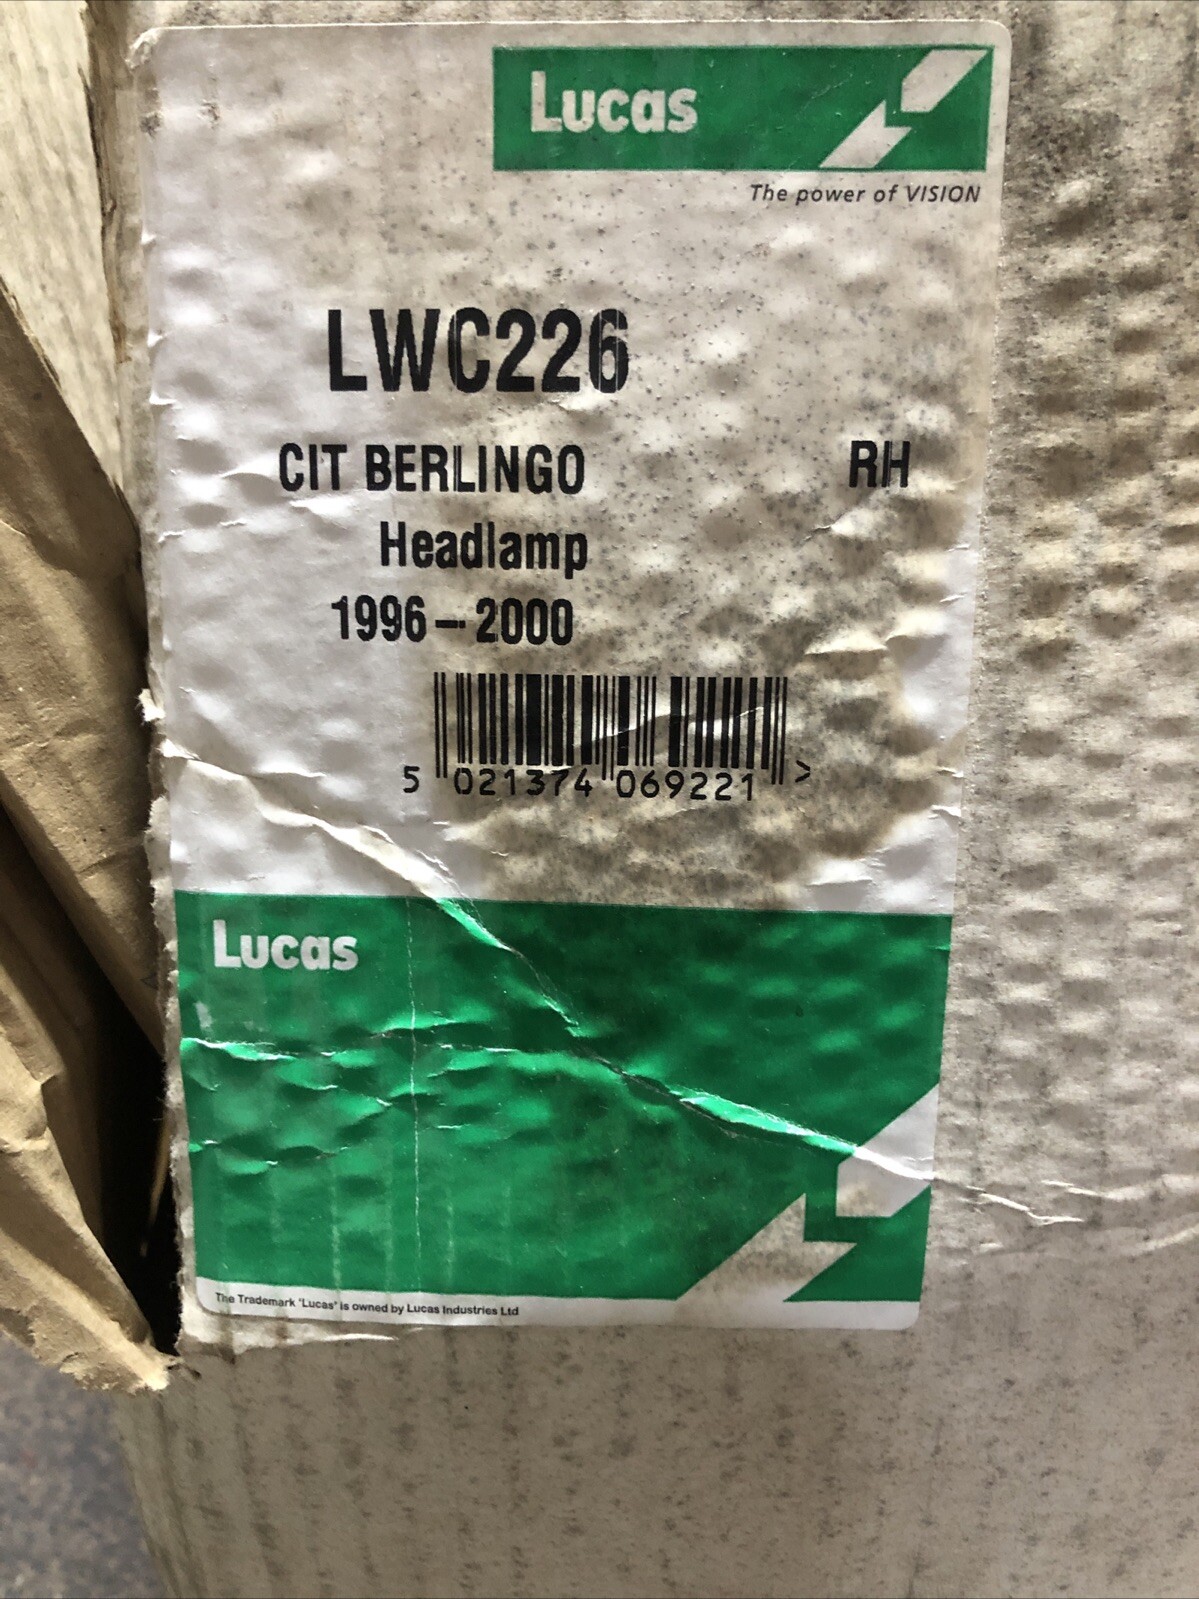 Lucas
The power of VISION
LWC226
CIT BERLINGO RH
Headlamp
1996 - 2000
5 021374 069221 >
Lucas
The Trademark 'Lucas' is owned by Lucas Industries Ltd